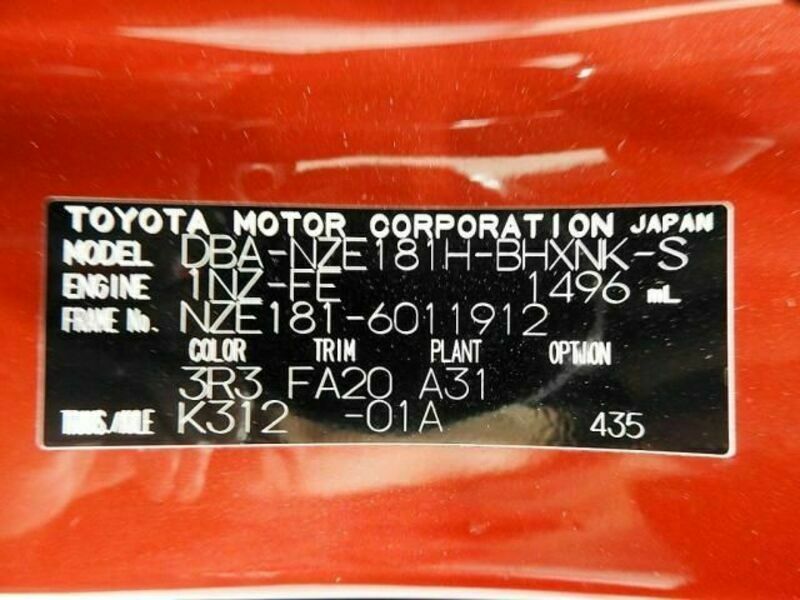 TOYOTA MOTOR CORPORATION JAPAN
MODEL DBA-NZE181H-BHXNK-S
ENGINE 1NZ-FE 1496 mL
FRAME No. NZE181-6011912
COLOR TRIM PLANT OPTION
3R3 FA20 A31
TRANS./AXLE K312 -01A 435